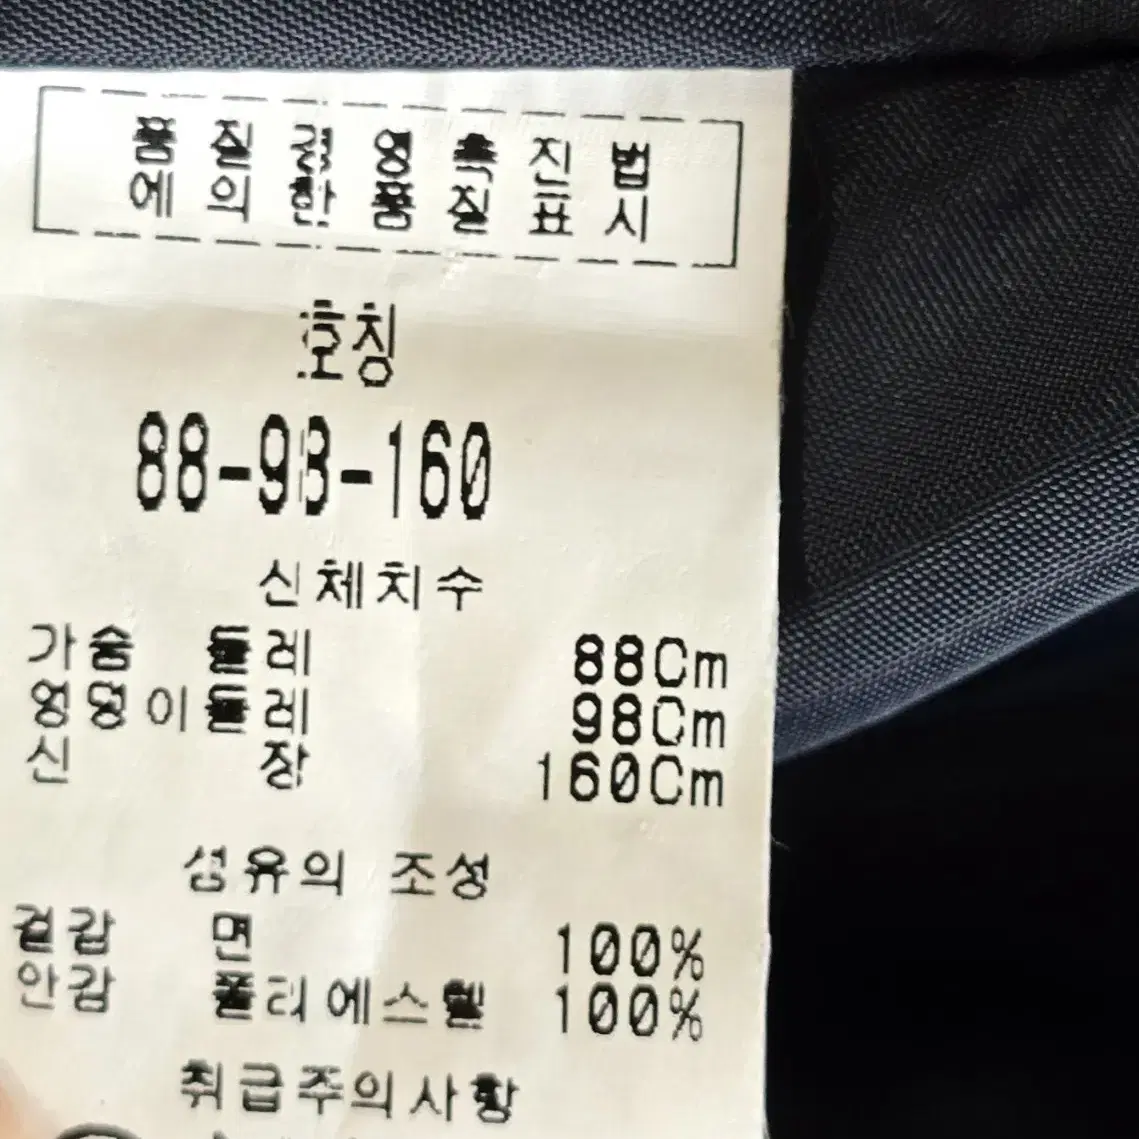 품질경영촉진법
에의한품질표시
호칭
88-93-160
신체치수
가슴 둘레 88Cm
엉덩이둘레 98Cm
신 장 160Cm
섬유의 조성
겉감 면 100%
안감 폴리에스텔 100%
취급주의사항